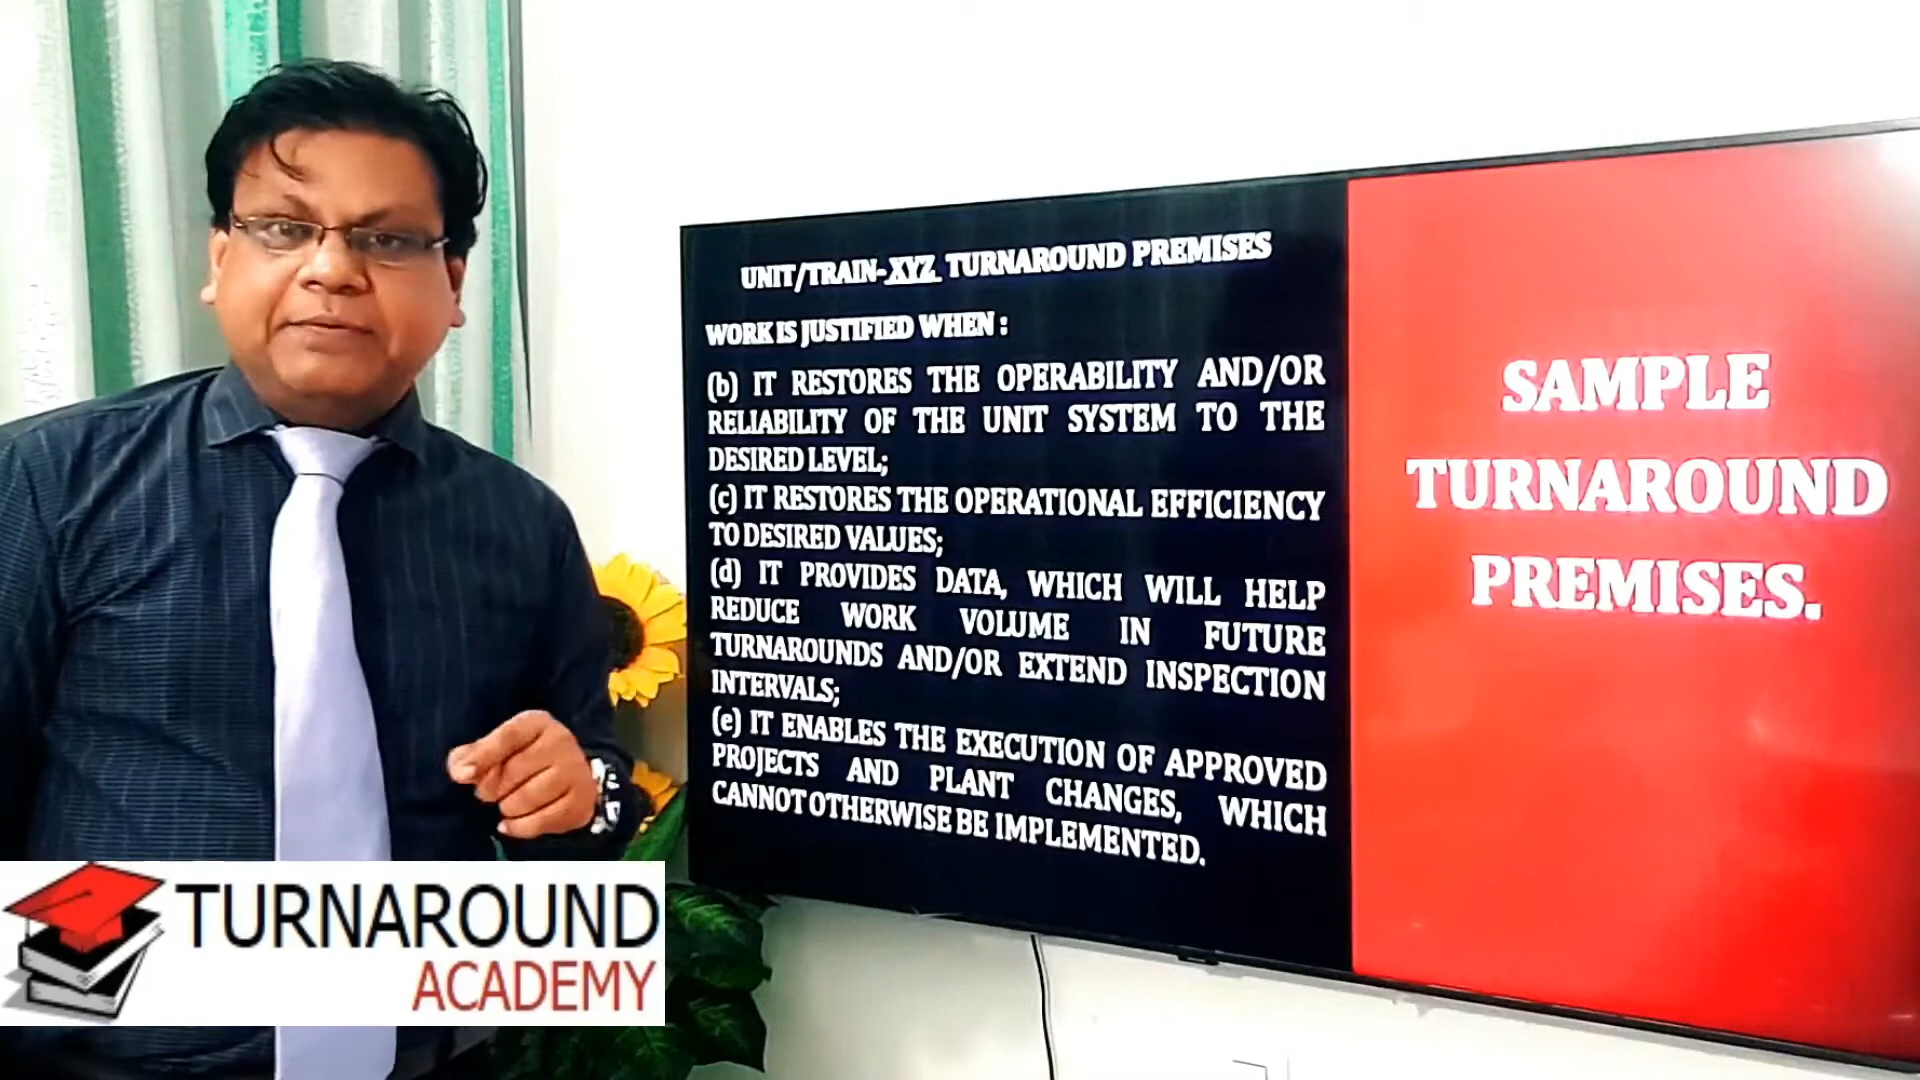 UNIT/TRAIN-XYZ TURNAROUND PREMISES
WORK IS JUSTIFIED WHEN :
(b) IT RESTORES THE OPERABILITY AND/OR
RELIABILITY OF THE UNIT SYSTEM TO THE
DESIRED LEVEL;
(c) IT RESTORES THE OPERATIONAL EFFICIENCY
TO DESIRED VALUES;
(d) IT PROVIDES DATA, WHICH WILL HELP
REDUCE WORK VOLUME IN FUTURE
TURNAROUNDS AND/OR EXTEND INSPECTION
INTERVALS;
(e) IT ENABLES THE EXECUTION OF APPROVED
PROJECTS AND PLANT CHANGES, WHICH
CANNOT OTHERWISE BE IMPLEMENTED.
SAMPLE
TURNAROUND
PREMISES.
TURNAROUND
ACADEMY